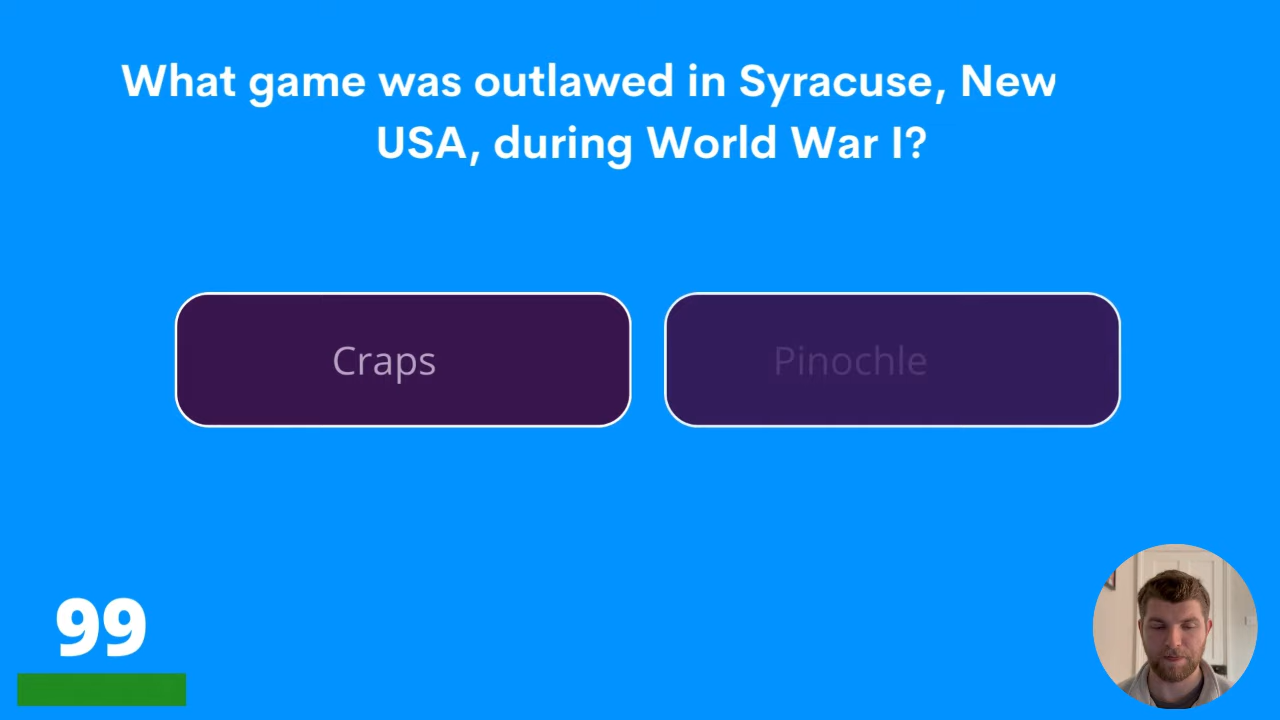 What game was outlawed in Syracuse, New
USA, during World War I?
Craps
Pinochle
99